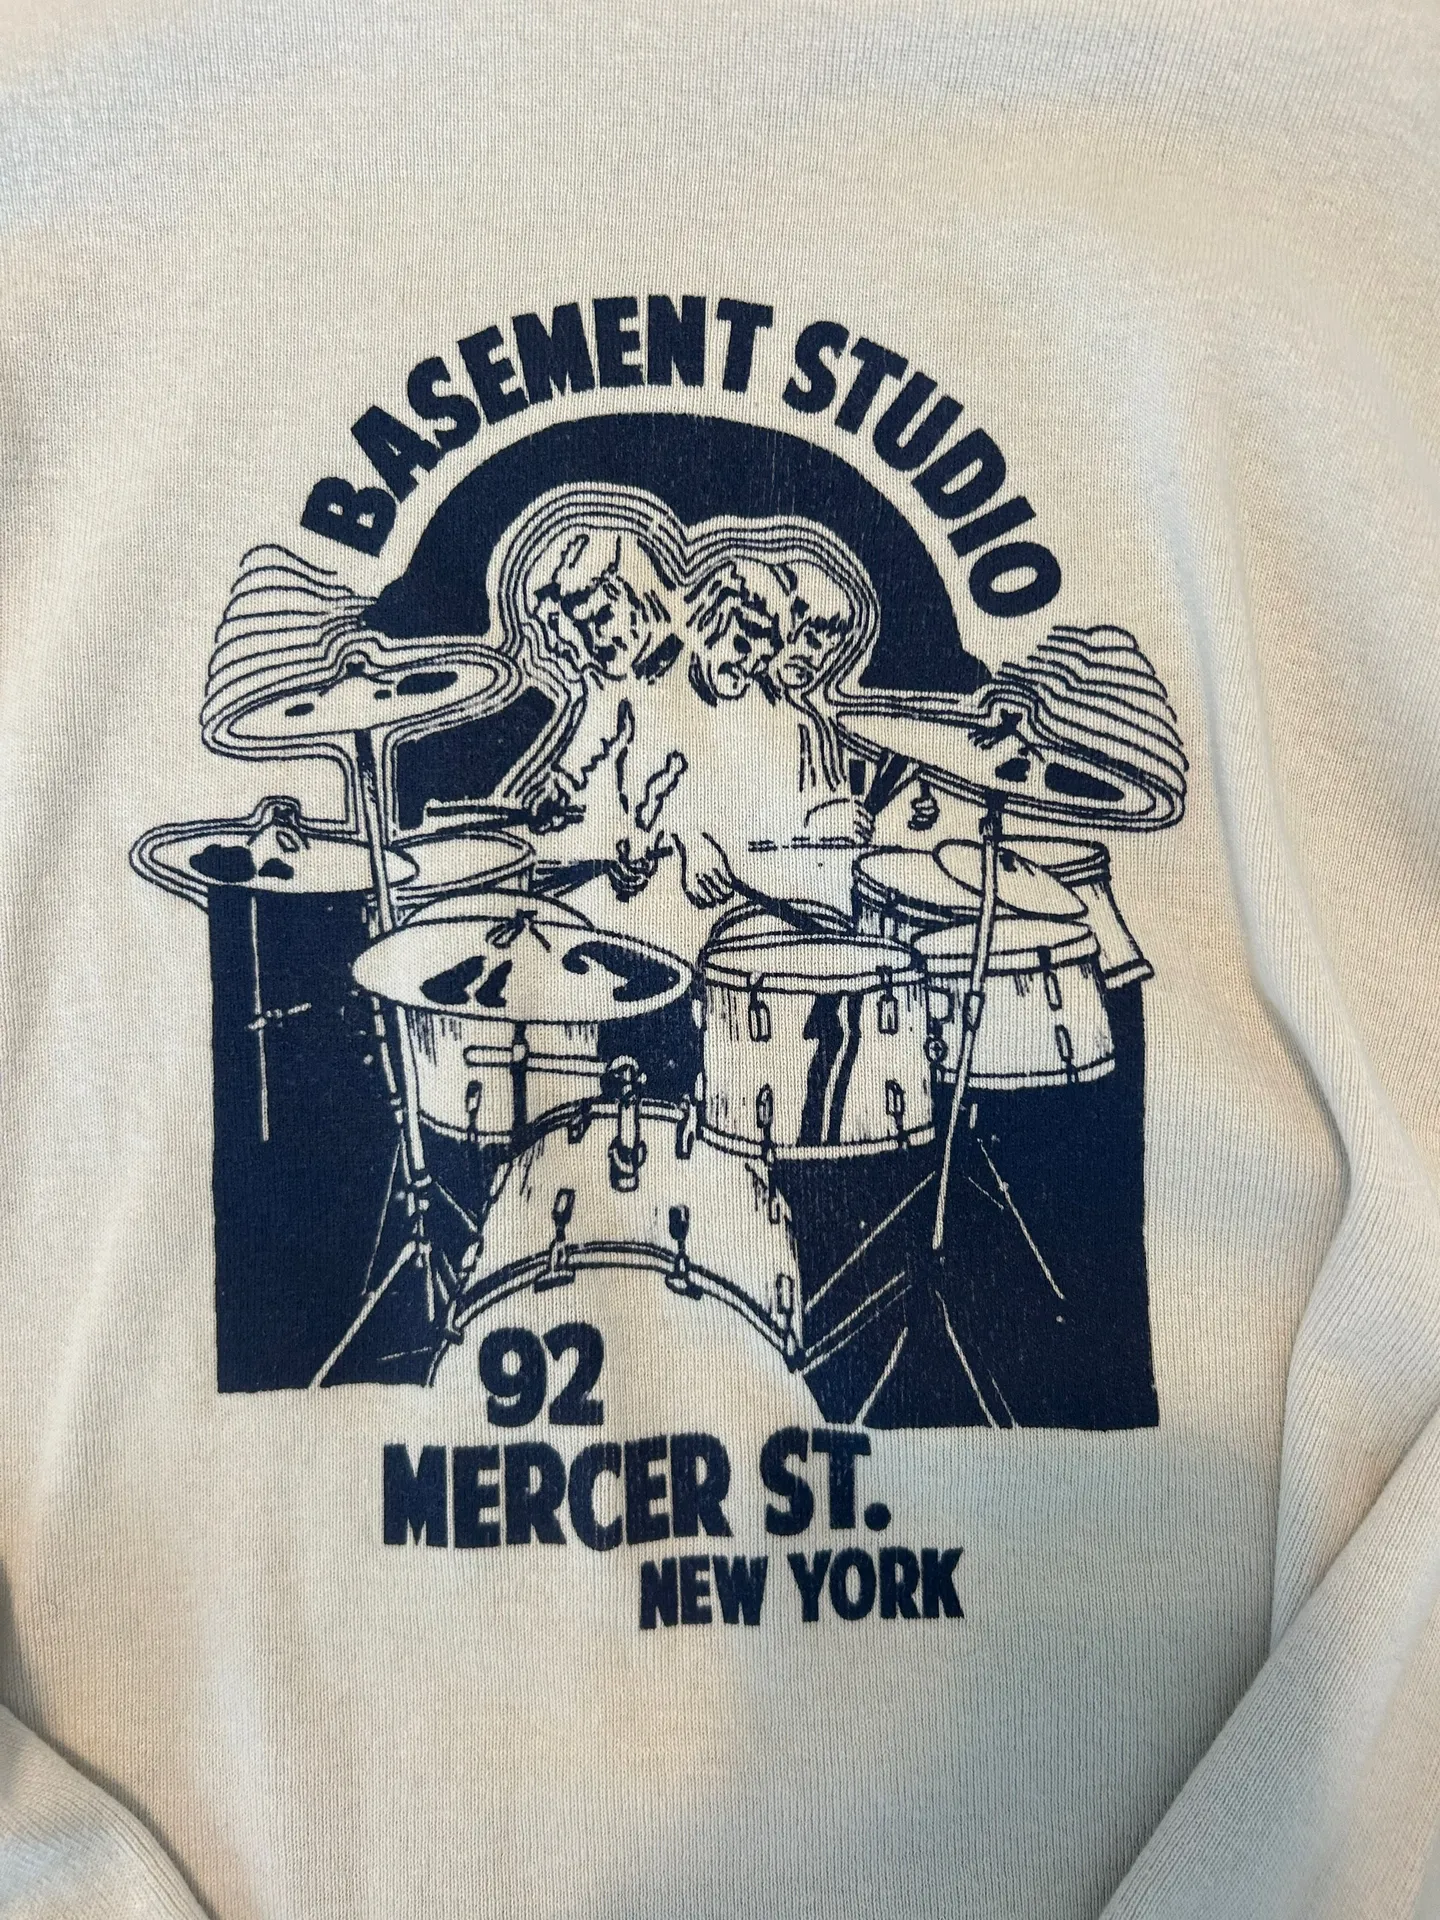 BASEMENT STUDIO
92
MERCER ST.
NEW YORK